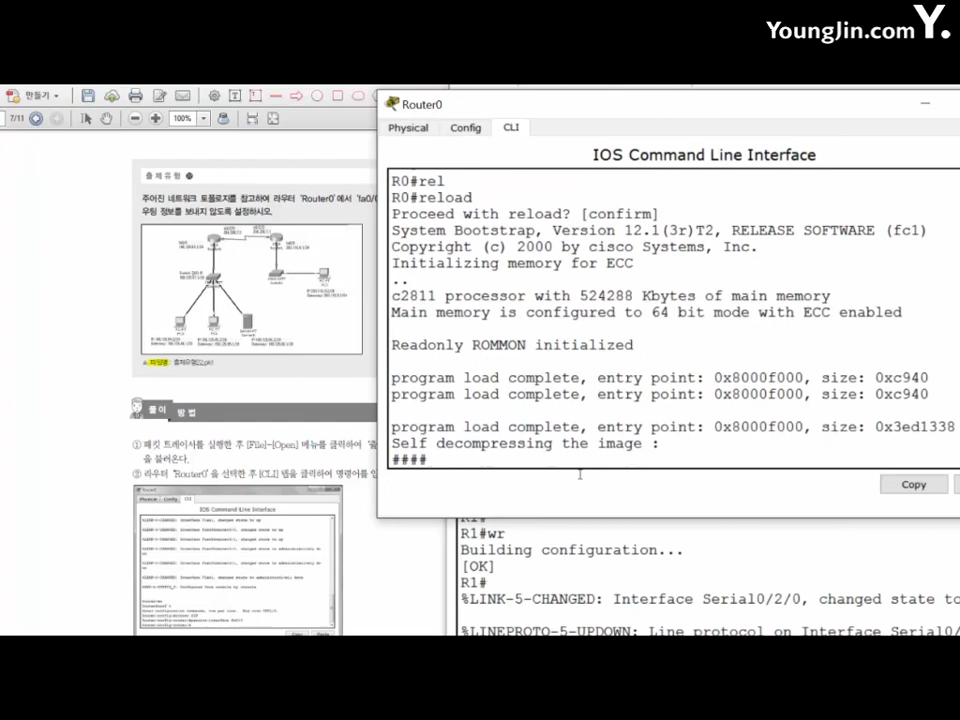 YoungJin.com Y.
만들기
7/11
100%
출제유형
주어진 네트워크 토폴로지를 참고하여 라우터 'Router0'에서 'fa0/0
우팅 정보를 보내지 않도록 설정하시오.
풀이 방법
① 패킷 트레이서를 실행한 후 [File]-[Open] 메뉴를 클릭하여
을 불러온다.
② 라우터 'Router0'을 선택한 후 [CLI] 탭을 클릭하여 명령어를 입
Physical Config CLI
IOS Command Line Interface
Router0
Physical Config CLI
IOS Command Line Interface
R0#rel
R0#reload
Proceed with reload? [confirm]
System Bootstrap, Version 12.1(3r)T2, RELEASE SOFTWARE (fc1)
Copyright (c) 2000 by cisco Systems, Inc.
Initializing memory for ECC
..
c2811 processor with 524288 Kbytes of main memory
Main memory is configured to 64 bit mode with ECC enabled
Readonly ROMMON initialized
program load complete, entry point: 0x8000f000, size: 0xc940
program load complete, entry point: 0x8000f000, size: 0xc940
program load complete, entry point: 0x8000f000, size: 0x3ed1338
Self decompressing the image :
####
Copy
R1#
R1#wr
Building configuration...
[OK]
R1#
%LINK-5-CHANGED: Interface Serial0/2/0, changed state to
%LINEPROTO-5-UPDOWN: Line protocol on Interface Serial0/